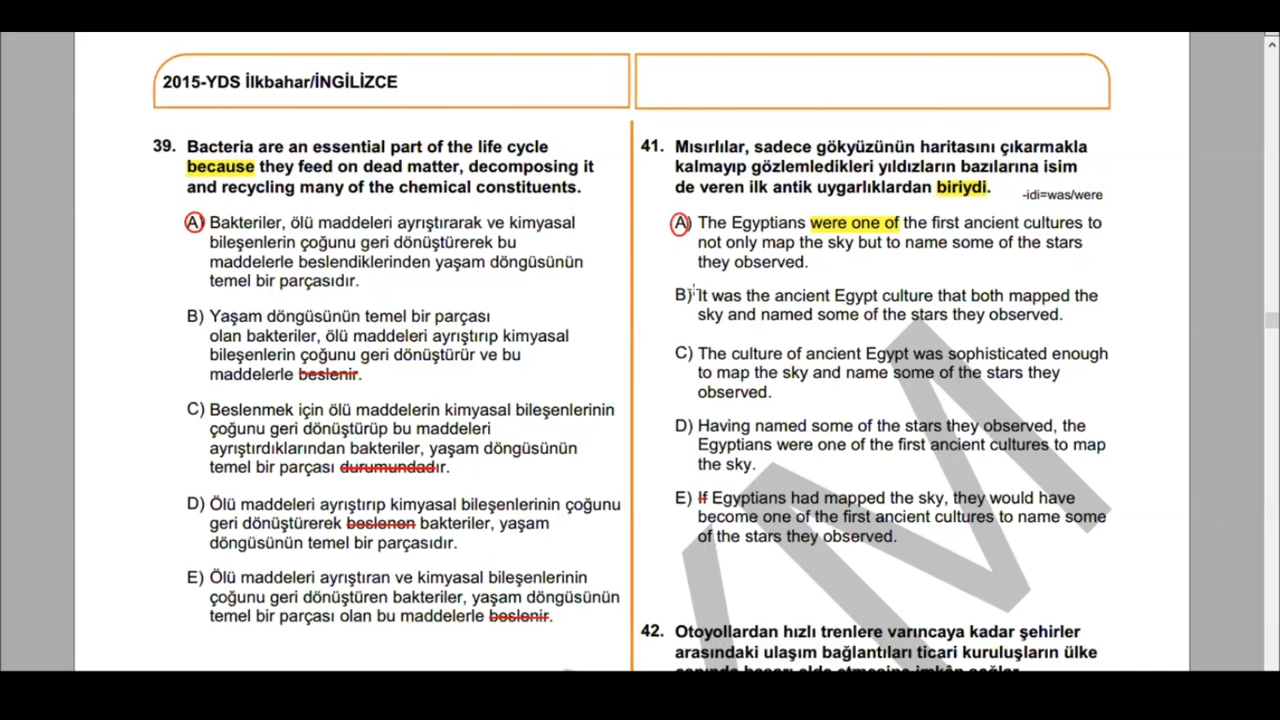 2015-YDS İlkbahar/İNGİLİZCE
39. Bacteria are an essential part of the life cycle
because they feed on dead matter, decomposing it
and recycling many of the chemical constituents.
A) Bakteriler, ölü maddeleri ayrıştırarak ve kimyasal
bileşenlerin çoğunu geri dönüştürerek bu
maddelerle beslendiklerinden yaşam döngüsünün
temel bir parçasıdır.
B) Yaşam döngüsünün temel bir parçası
olan bakteriler, ölü maddeleri ayrıştırıp kimyasal
bileşenlerin çoğunu geri dönüştürür ve bu
maddelerle beslenir.
C) Beslenmek için ölü maddelerin kimyasal bileşenlerinin
çoğunu geri dönüştürüp bu maddeleri
ayrıştırdıklarından bakteriler, yaşam döngüsünün
temel bir parçası durumundadır.
D) Ölü maddeleri ayrıştırıp kimyasal bileşenlerinin çoğunu
geri dönüştürerek beslenen bakteriler, yaşam
döngüsünün temel bir parçasıdır.
E) Ölü maddeleri ayrıştıran ve kimyasal bileşenlerinin
çoğunu geri dönüştüren bakteriler, yaşam döngüsünün
temel bir parçası olan bu maddelerle beslenir.
41. Mısırlılar, sadece gökyüzünün haritasını çıkarmakla
kalmayıp gözlemledikleri yıldızların bazılarına isim
de veren ilk antik uygarlıklardan biriydi.
-idi=was/were
A) The Egyptians were one of the first ancient cultures to
not only map the sky but to name some of the stars
they observed.
B) It was the ancient Egypt culture that both mapped the
sky and named some of the stars they observed.
C) The culture of ancient Egypt was sophisticated enough
to map the sky and name some of the stars they
observed.
D) Having named some of the stars they observed, the
Egyptians were one of the first ancient cultures to map
the sky.
E) If Egyptians had mapped the sky, they would have
become one of the first ancient cultures to name some
of the stars they observed.
42. Otoyollardan hızlı trenlere varıncaya kadar şehirler
arasındaki ulaşım bağlantıları ticari kuruluşların ülke